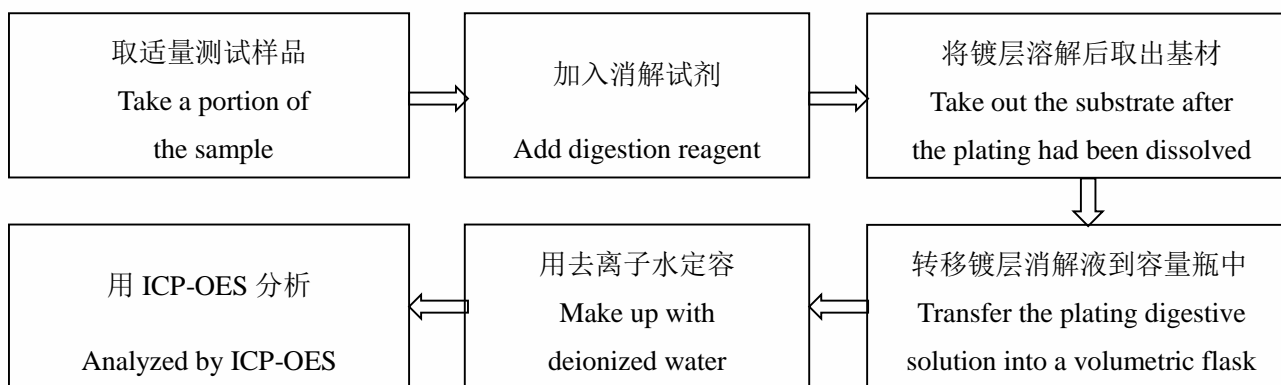 取适量测试样品
Take a portion of
the sample
加入消解试剂
Add digestion reagent
将镀层溶解后取出基材
Take out the substrate after
the plating had been dissolved
转移镀层消解液到容量瓶中
Transfer the plating digestive
solution into a volumetric flask
用去离子水定容
Make up with
deionized water
用 ICP-OES 分析
Analyzed by ICP-OES